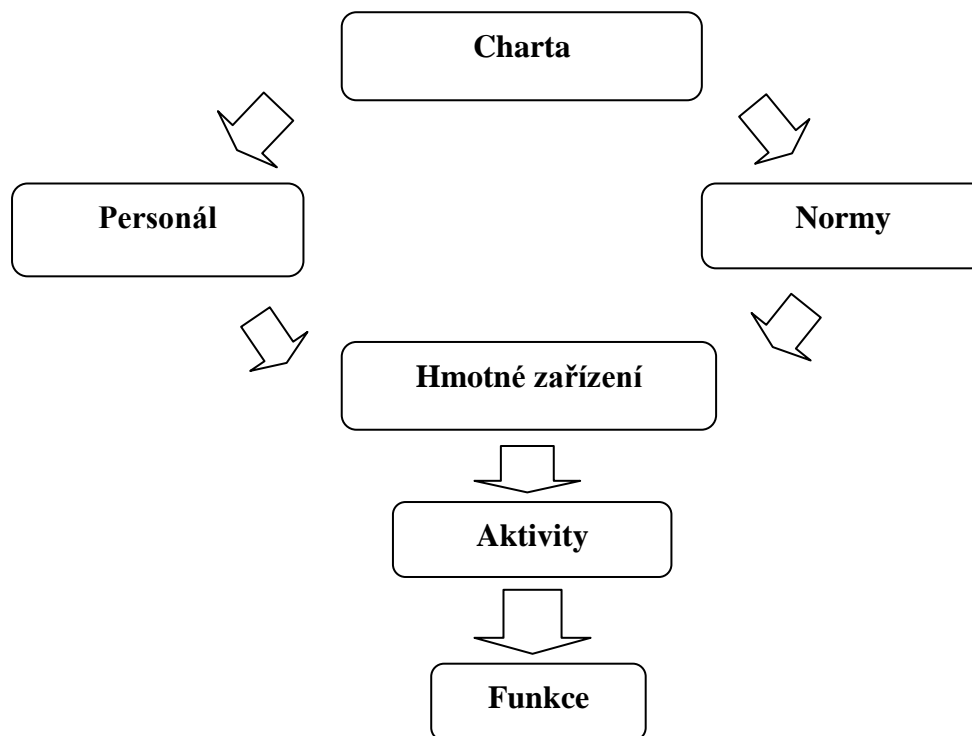 Charta
Personál
Normy
Hmotné zařízení
Aktivity
Funkce